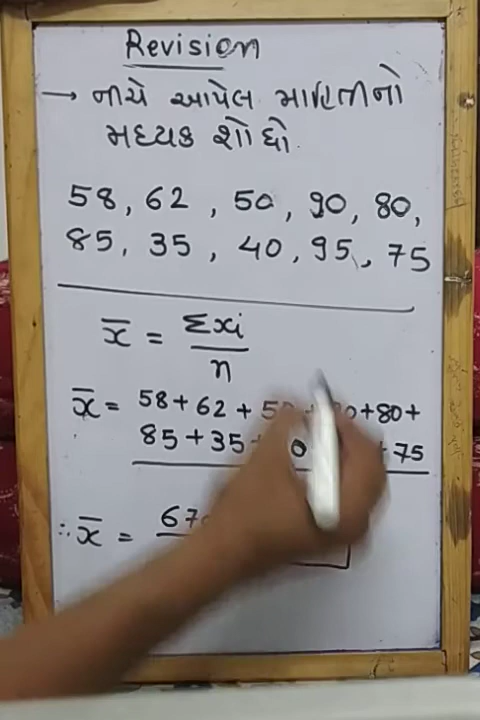 Revision
→ નીચે આપેલ માહિતીનો
મધ્યક શોધો.
58, 62, 50, 90, 80,
85, 35, 40, 95, 75
x̄ = Σxi
n
x̄ = 58 + 62 + +80+
85 + 35 75
∴ x̄ =